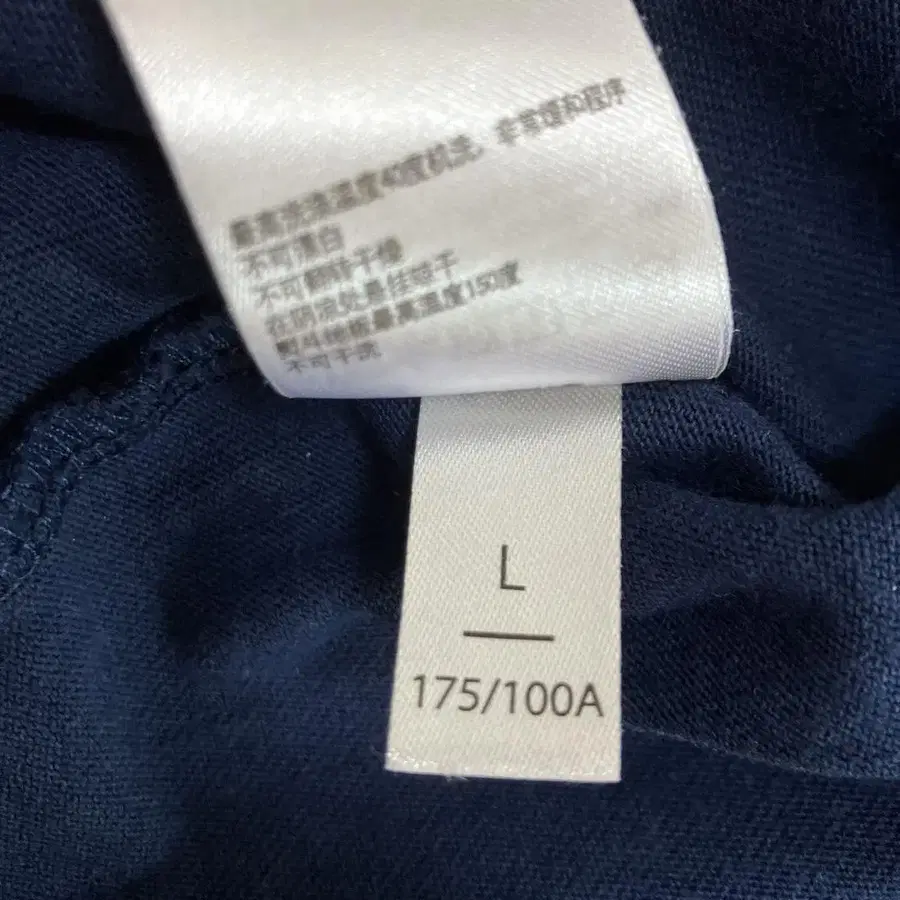 最高洗涤温度40度机洗, 非常缓和程序
不可漂白
不可翻转干燥
在阴凉处悬挂晾干
熨斗地板最高温度150度
不可干洗
L
175/100A